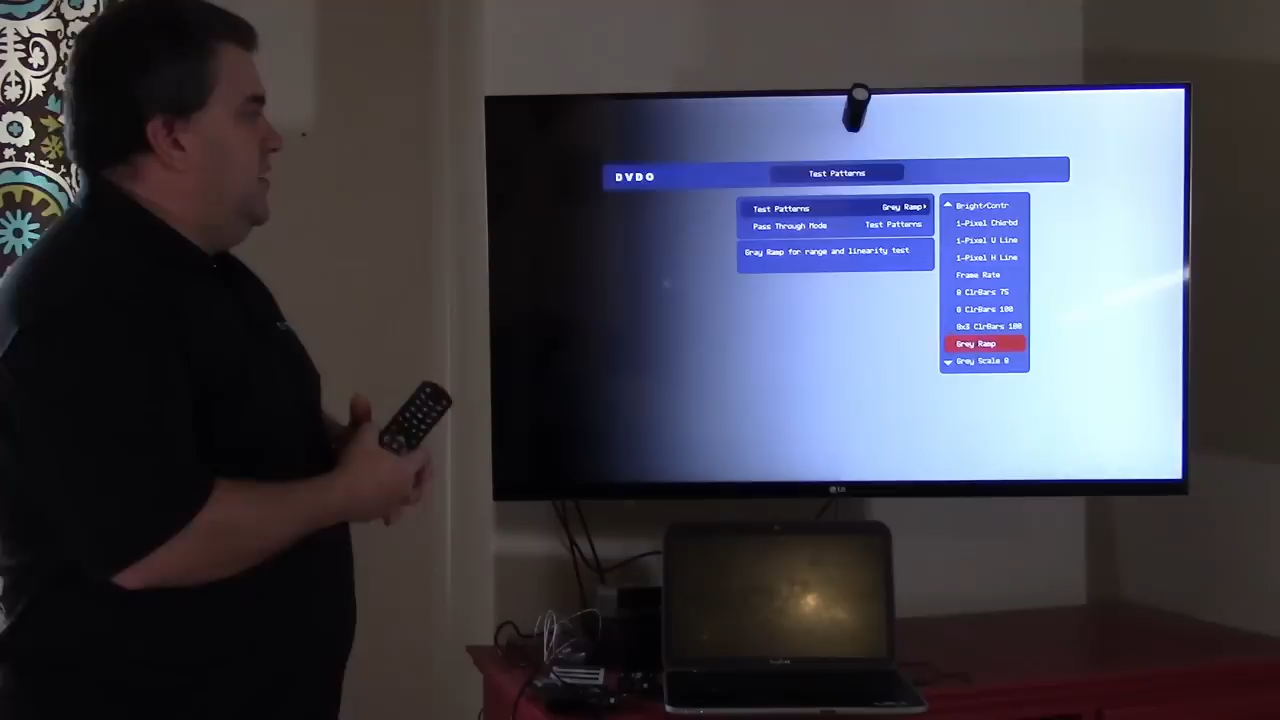 DVDO
Test Patterns
Test Patterns Grey Ramp
Pass Through Mode Test Patterns
Gray Ramp for range and linearity test
Bright/Contr
1-Pixel Chkrbd
1-Pixel V Line
1-Pixel H Line
Frame Rate
8 ClrBars 75
8 ClrBars 100
8x3 ClrBars 100
Grey Ramp
Grey Scale 8
LG